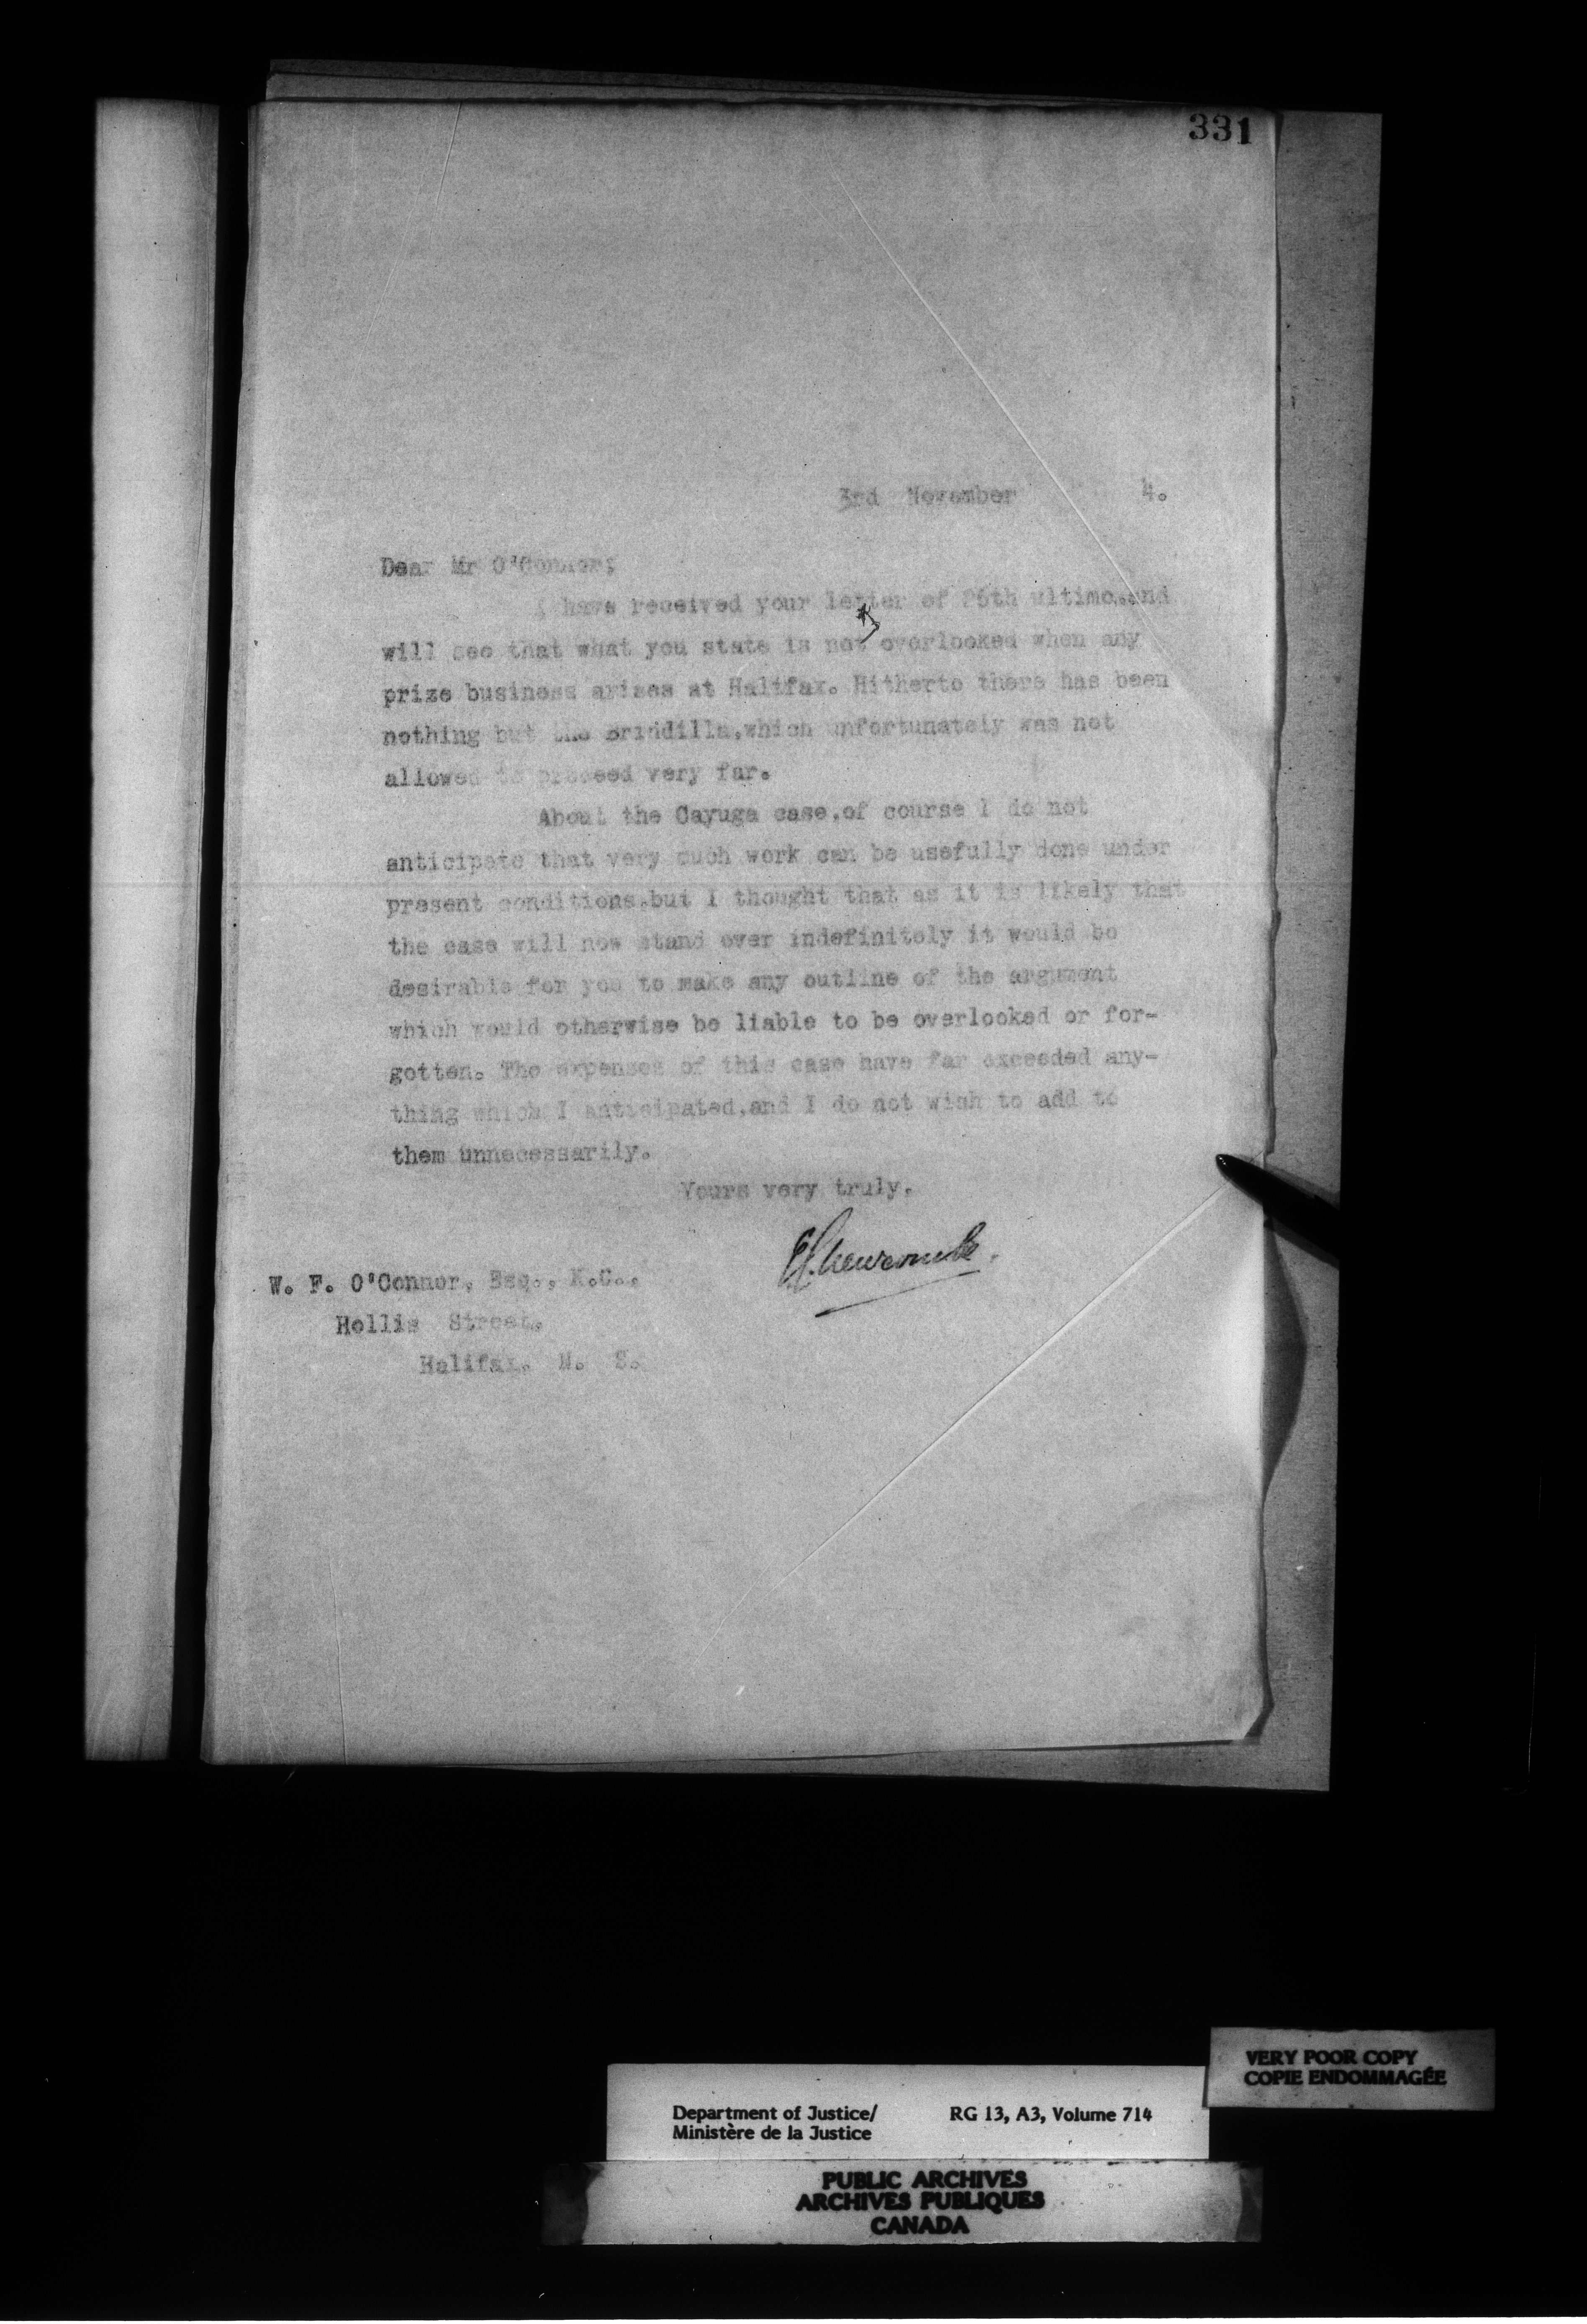 331
3rd November 4.
Dear Mr O'Connor;
I have received your letter of 26th ultimo, and
will see that what you state is not overlooked when any
prize business arises at Halifax. Hitherto there has been
nothing but the which unfortunately was not
allowed to proceed very far.
About the Cayuga case, of course I do not
anticipate that very much work can be usefully done under
present conditions, but I thought that as it is likely that
the case will now stand over indefinitely it would be
desirable for you to make any outline of the argument
which would otherwise be liable to be overlooked or for-
gotten. The expenses of this case have far exceeded any-
thing which I anticipated, and I do not wish to add to
them unnecessarily.
Yours very truly,
Newcombe.
W. F. O'Connor, Esq., K.C.,
Hollis Street,
Halifax, N. S.
VERY POOR COPY
COPIE ENDOMMAGÉE
Department of Justice/ RG 13, A3, Volume 714
Ministère de la Justice
PUBLIC ARCHIVES
ARCHIVES PUBLIQUES
CANADA